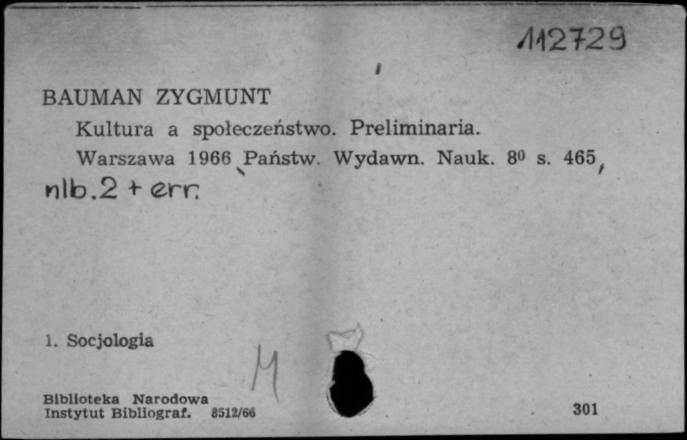 112729
BAUMAN ZYGMUNT
Kultura a społeczeństwo. Preliminaria.
Warszawa 1966 Państw. Wydawn. Nauk. 8⁰ s. 465,
nlb. 2 + err.
1. Socjologia
M
Biblioteka Narodowa
Instytut Bibliograf. 8512/66
301